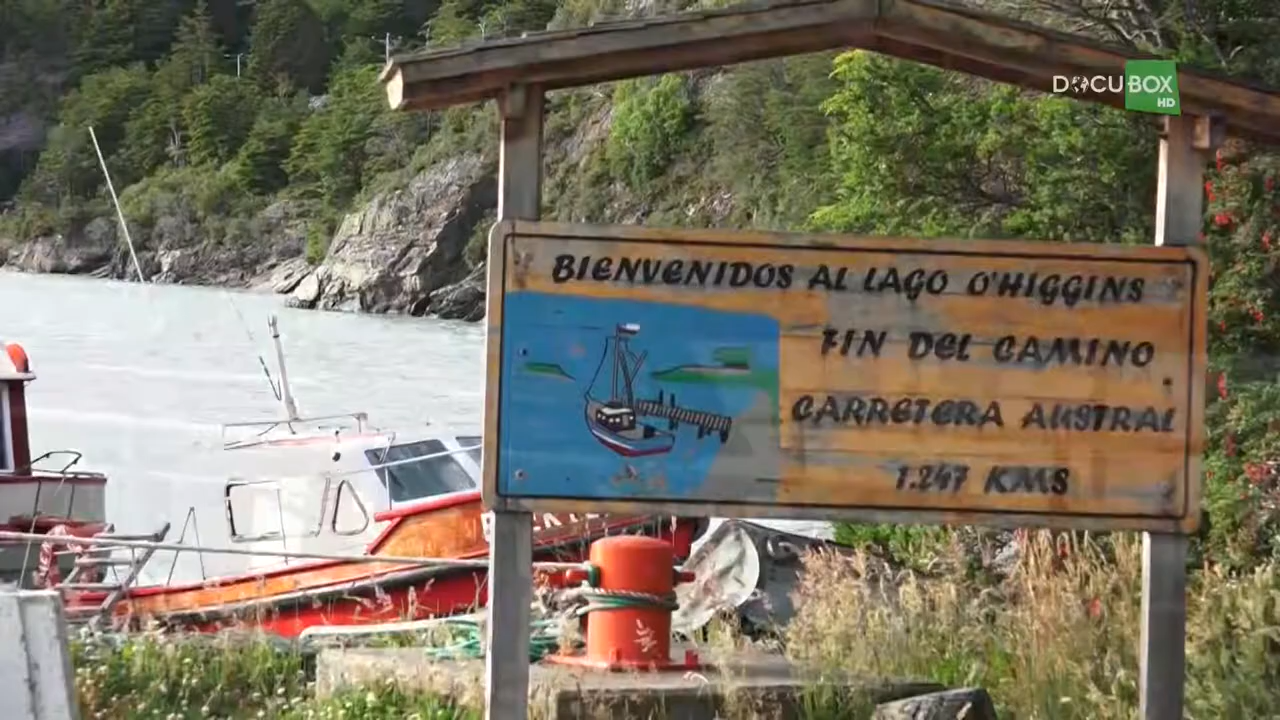 DOCUBOX
HD
BIENVENIDOS AL LAGO O'HIGGINS
FIN DEL CAMINO
CARRETERA AUSTRAL
1.247 KMS